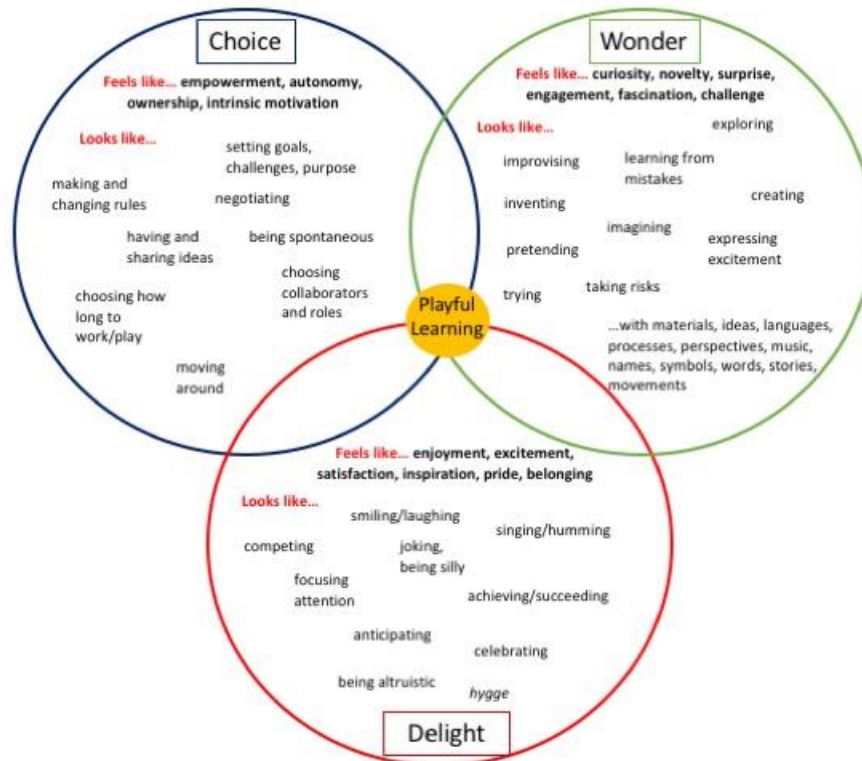 Choice
Feels like... empowerment, autonomy,
ownership, intrinsic motivation
Looks like...
setting goals,
challenges, purpose
making and
changing rules
negotiating
having and
sharing ideas
being spontaneous
choosing how
long to
work/play
choosing
collaborators
and roles
moving
around
Wonder
Feels like... curiosity, novelty, surprise,
engagement, fascination, challenge
Looks like...
exploring
improvising
learning from
mistakes
inventing
creating
imagining
pretending
expressing
excitement
trying
taking risks
...with materials, ideas, languages,
processes, perspectives, music,
names, symbols, words, stories,
movements
Playful
Learning
Feels like... enjoyment, excitement,
satisfaction, inspiration, pride, belonging
Looks like...
smiling/laughing
singing/humming
competing
joking,
being silly
focusing
attention
achieving/succeeding
anticipating
celebrating
being altruistic
hygge
Delight